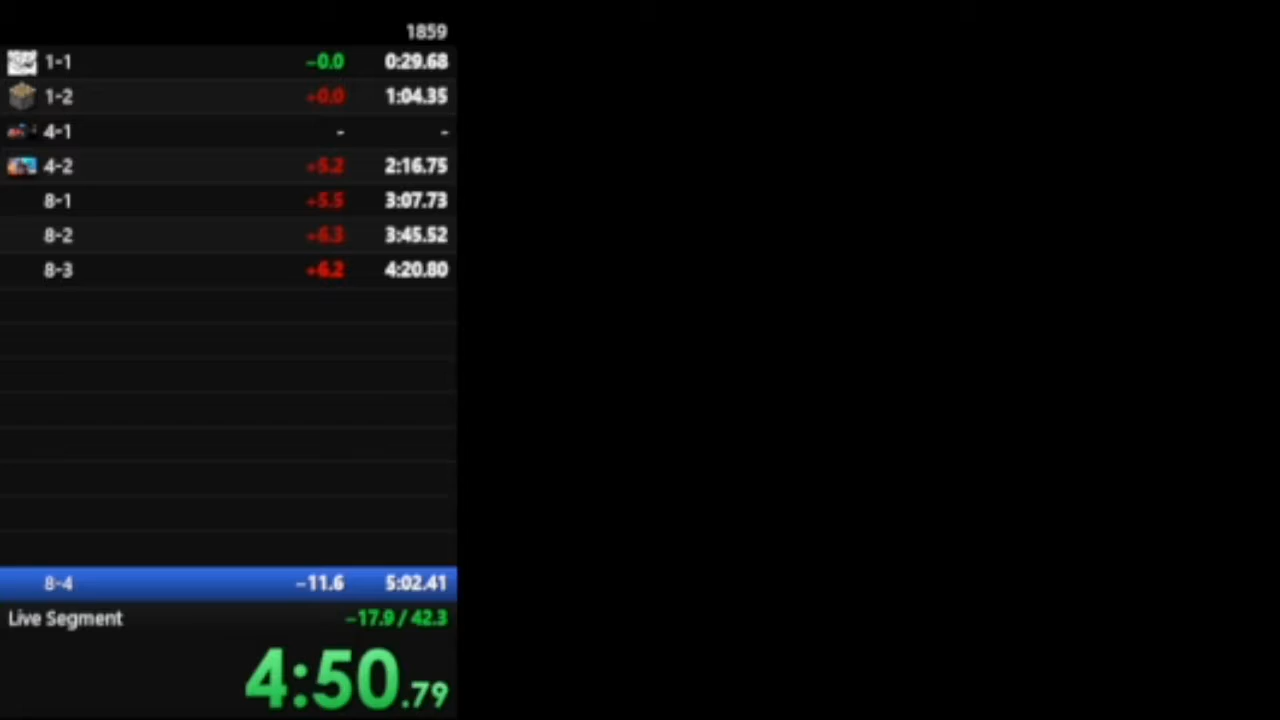 1859
1-1 -0.0 0:29.68
1-2 +0.0 1:04.35
4-1 - -
4-2 +5.2 2:16.75
8-1 +5.5 3:07.73
8-2 +6.3 3:45.52
8-3 +6.2 4:20.80
8-4 -11.6 5:02.41
Live Segment -17.9 / 42.3
4:50.79